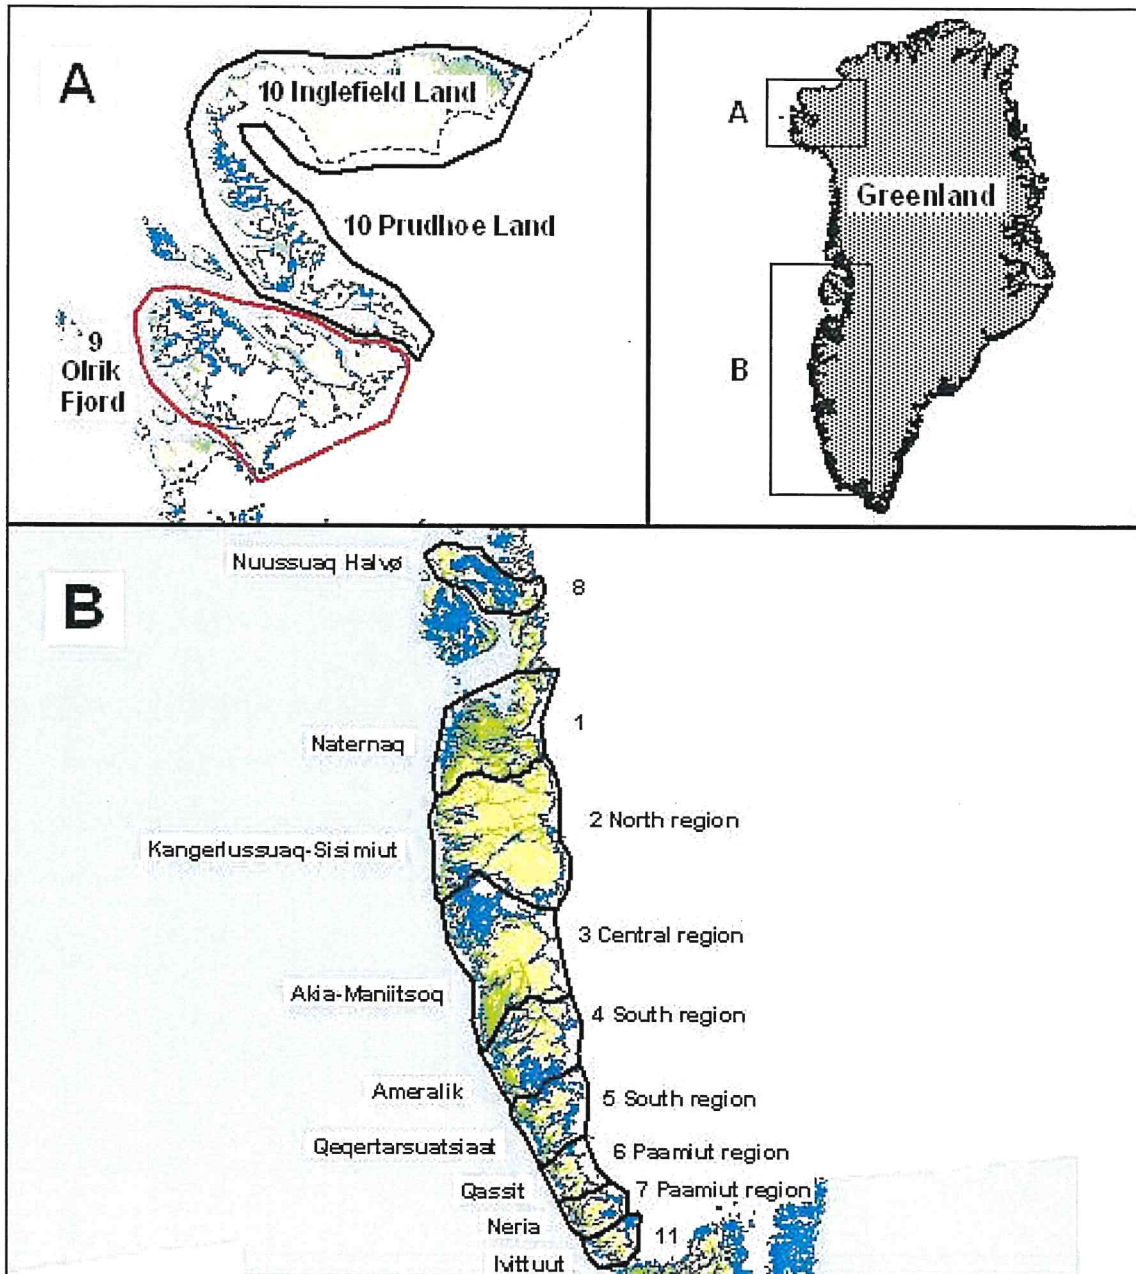 A
10 Inglefield Land
10 Prudhoe Land
9
Olrik
Fjord
A
Greenland
B
B
Nuussuaq Halvø
8
1
Naternaq
2 North region
Kangerlussuaq-Sisimiut
3 Central region
Akia-Maniitsoq
4 South region
Ameralik
5 South region
Qeqertarsuatsiaat
6 Paamiut region
Qassit
7 Paamiut region
Neria
11
Ivittuut